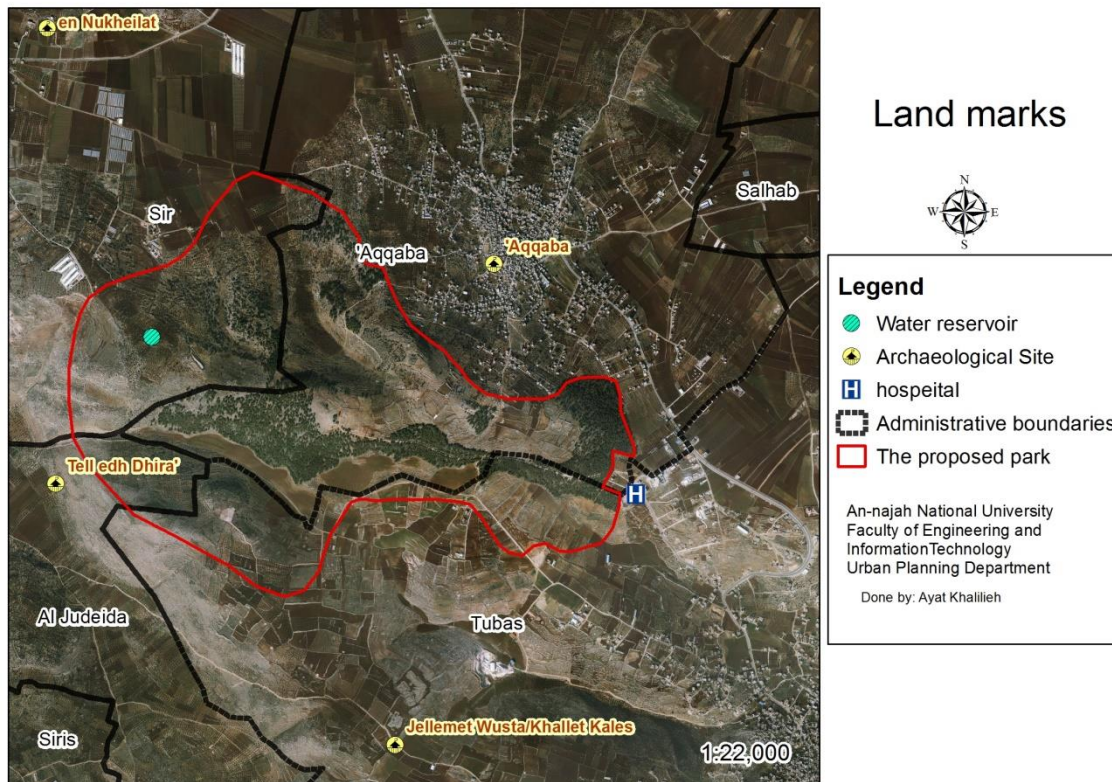 en Nukheilat
Sir
'Aqqaba
'Aqqaba
Salhab
Tell edh Dhira'
Al Judeida
Tubas
Siris
Jellemet Wusta/Khallet Kales
1:22,000
H
Land marks
N
W E
S
Legend
Water reservoir
Archaeological Site
H hospeital
Administrative boundaries
The proposed park
An-najah National University
Faculty of Engineering and
InformationTechnology
Urban Planning Department
Done by: Ayat Khalilieh